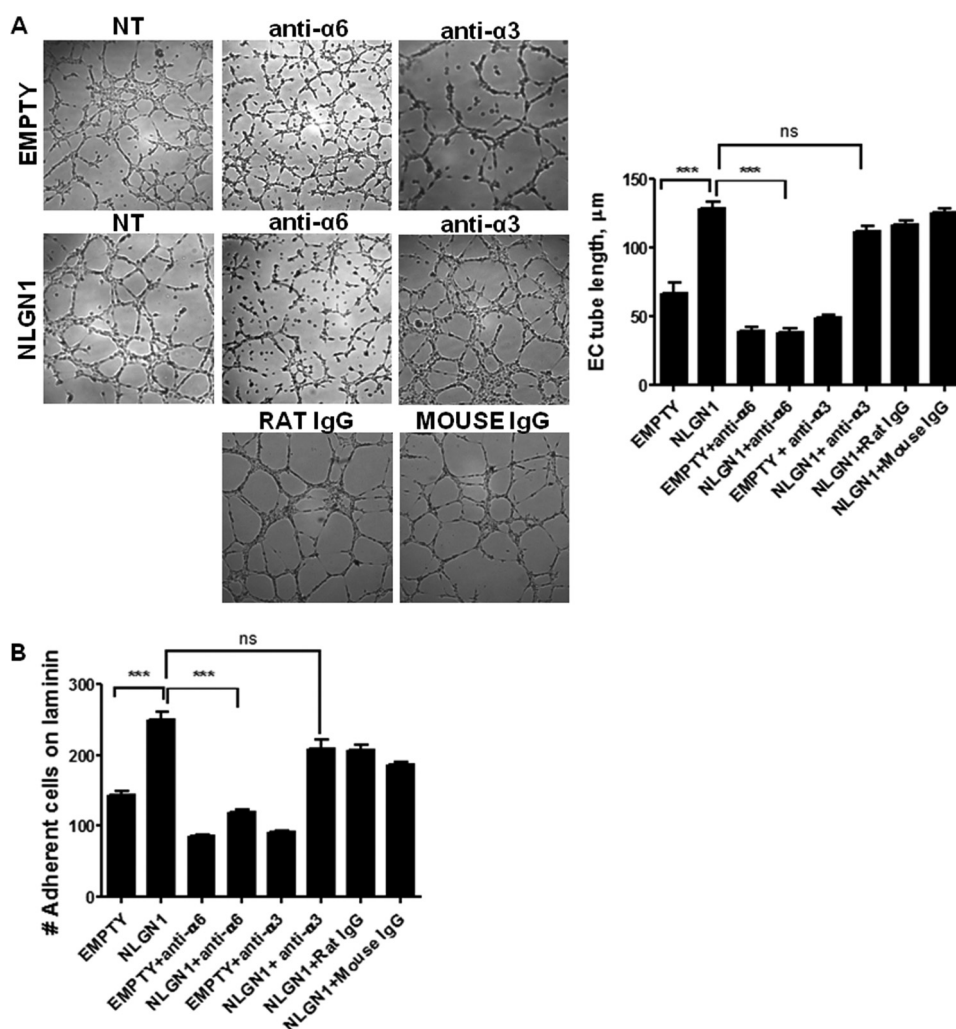 A
NT
anti-α6
anti-α3
EMPTY
NT
anti-α6
anti-α3
NLGN1
RAT IgG
MOUSE IgG
ns
***
***
EC tube length, μm
150
100
50
0
EMPTY
NLGN1
EMPTY+anti-α6
NLGN1+anti-α6
EMPTY + anti-α3
NLGN1+ anti-α3
NLGN1+Rat IgG
NLGN1+Mouse IgG
B
ns
***
***
# Adherent cells on laminin
300
200
100
0
EMPTY
NLGN1
EMPTY+anti-α6
NLGN1+anti-α6
EMPTY+anti-α3
NLGN1+ anti-α3
NLGN1+Rat IgG
NLGN1+Mouse IgG